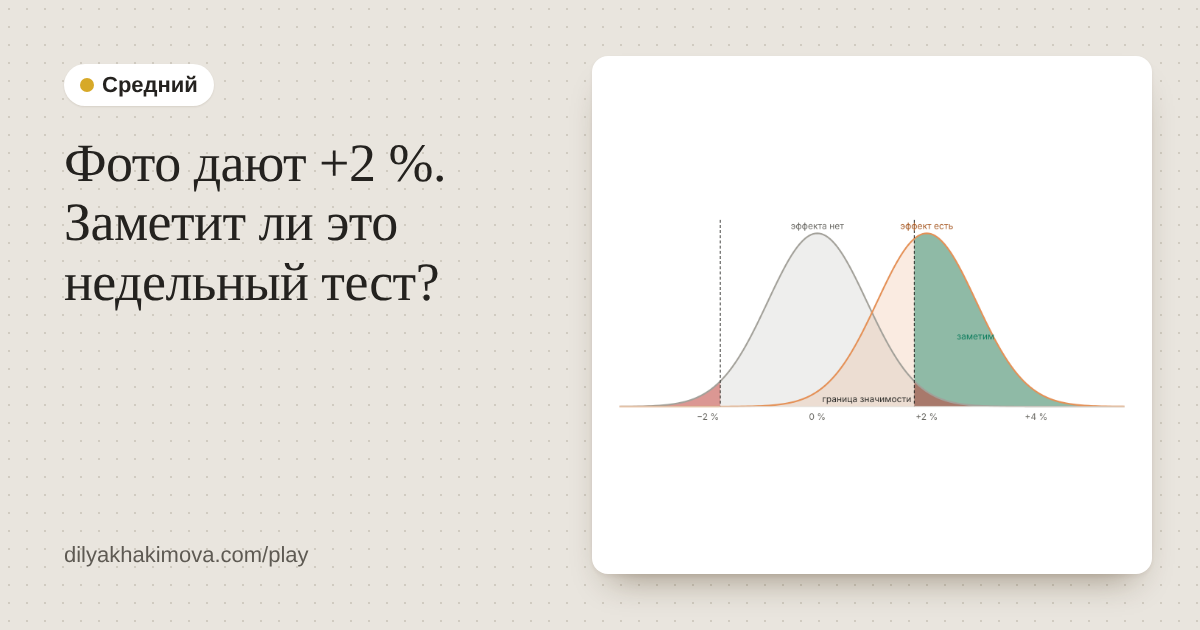 Средний
Фото дают +2 %.
Заметит ли это
недельный тест?
dilyakhakimova.com/play
эффекта нет
эффект есть
заметим
граница значимости
−2 %
0 %
+2 %
+4 %